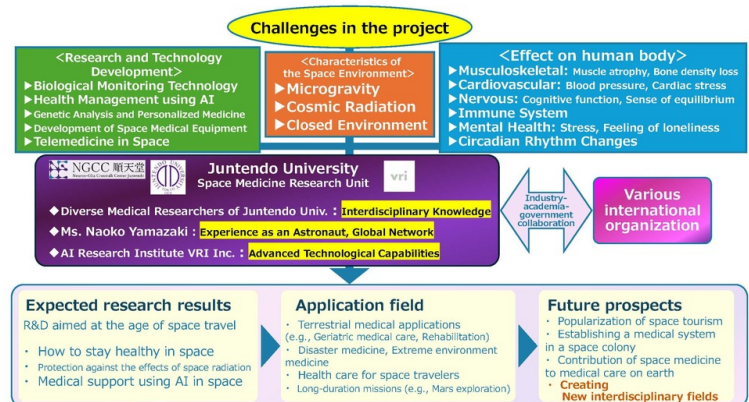 Challenges in the project
<Research and Technology
Development>
▶Biological Monitoring Technology
▶Health Management using AI
▶Genetic Analysis and Personalized Medicine
▶Development of Space Medical Equipment
▶Telemedicine in Space
<Characteristics of
the Space Environment>
▶Microgravity
▶Cosmic Radiation
▶Closed Environment
<Effect on human body>
▶Musculoskeletal: Muscle atrophy, Bone density loss
▶Cardiovascular: Blood pressure, Cardiac stress
▶Nervous: Cognitive function, Sense of equilibrium
▶Immune System
▶Mental Health: Stress, Feeling of loneliness
▶Circadian Rhythm Changes
NGCC 順天堂
Juntendo University
Space Medicine Research Unit
vri
◆Diverse Medical Researchers of Juntendo Univ. : Interdisciplinary Knowledge
◆Ms. Naoko Yamazaki : Experience as an Astronaut, Global Network
◆AI Research Institute VRI Inc. : Advanced Technological Capabilities
Industry-
academia-
government
collaboration
Various
international
organization
Expected research results
R&D aimed at the age of space travel
・ How to stay healthy in space
・ Protection against the effects of space radiation
・ Medical support using AI in space
Application field
・ Terrestrial medical applications
(e.g., Geriatric medical care, Rehabilitation)
・ Disaster medicine, Extreme environment
medicine
・ Health care for space travelers
・ Long-duration missions (e.g., Mars exploration)
Future prospects
・ Popularization of space tourism
・ Establishing a medical system
in a space colony
・ Contribution of space medicine
to medical care on earth
・ Creating
New interdisciplinary fields